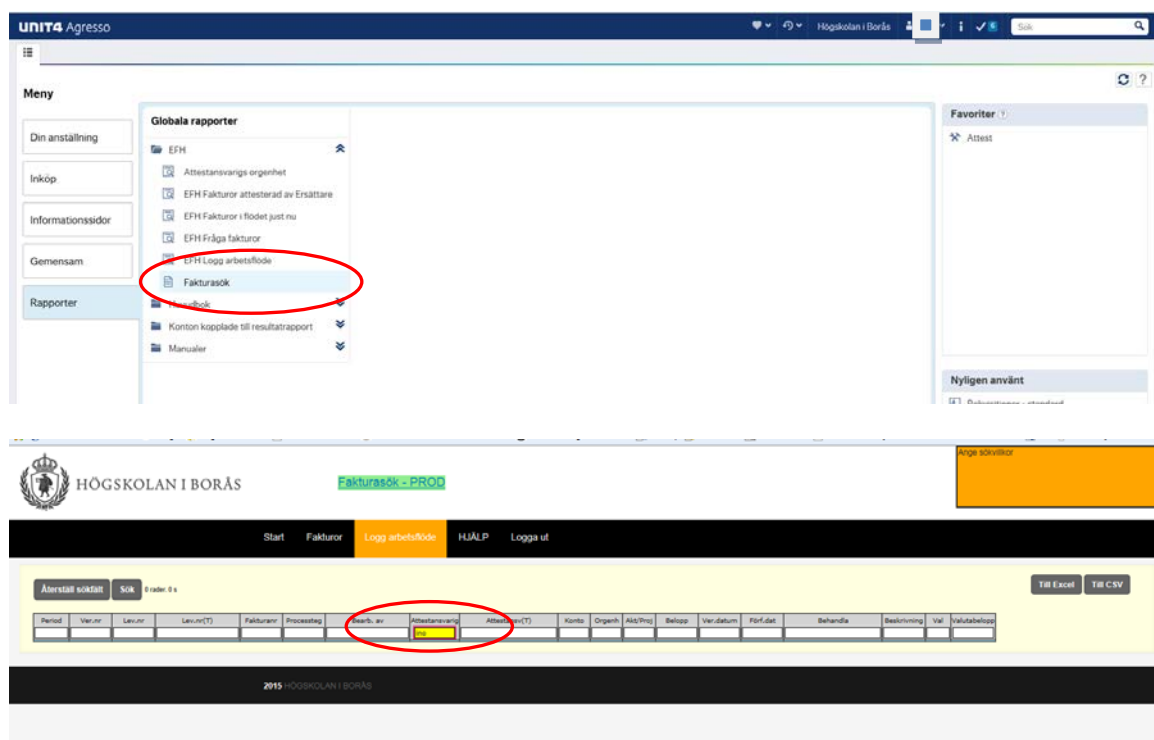 UNIT4 Agresso
Högskolan i Borås
Sök
Meny
Din anställning
Inköp
Informationssidor
Gemensam
Rapporter
Globala rapporter
EFH
Attestansvarigs orgenhet
EFH Fakturor attesterad av Ersättare
EFH Fakturor i flödet just nu
EFH Fråga fakturor
EFH Logg arbetsflöde
Fakturasök
Konton kopplade till resultatrapport
Manualer
Favoriter ?
Attest
Nyligen använt
HÖGSKOLAN I BORÅS
Fakturasök - PROD
Ange sökvillkor
Start Fakturor Logg arbetsflöde HJÄLP Logga ut
Återställ sökfält Sök 0 rader. 0 s Till Excel Till CSV
Period Ver.nr Lev.nr Lev.nr(T) Fakturanr Processteg Bearb. av Attestansvarig Attestansv(T) Konto Orgenh Akt/Proj Belopp Ver.datum Förf.dat Behandla Beskrivning Val Valutabelopp
ino
2015 HÖGSKOLAN I BORÅS